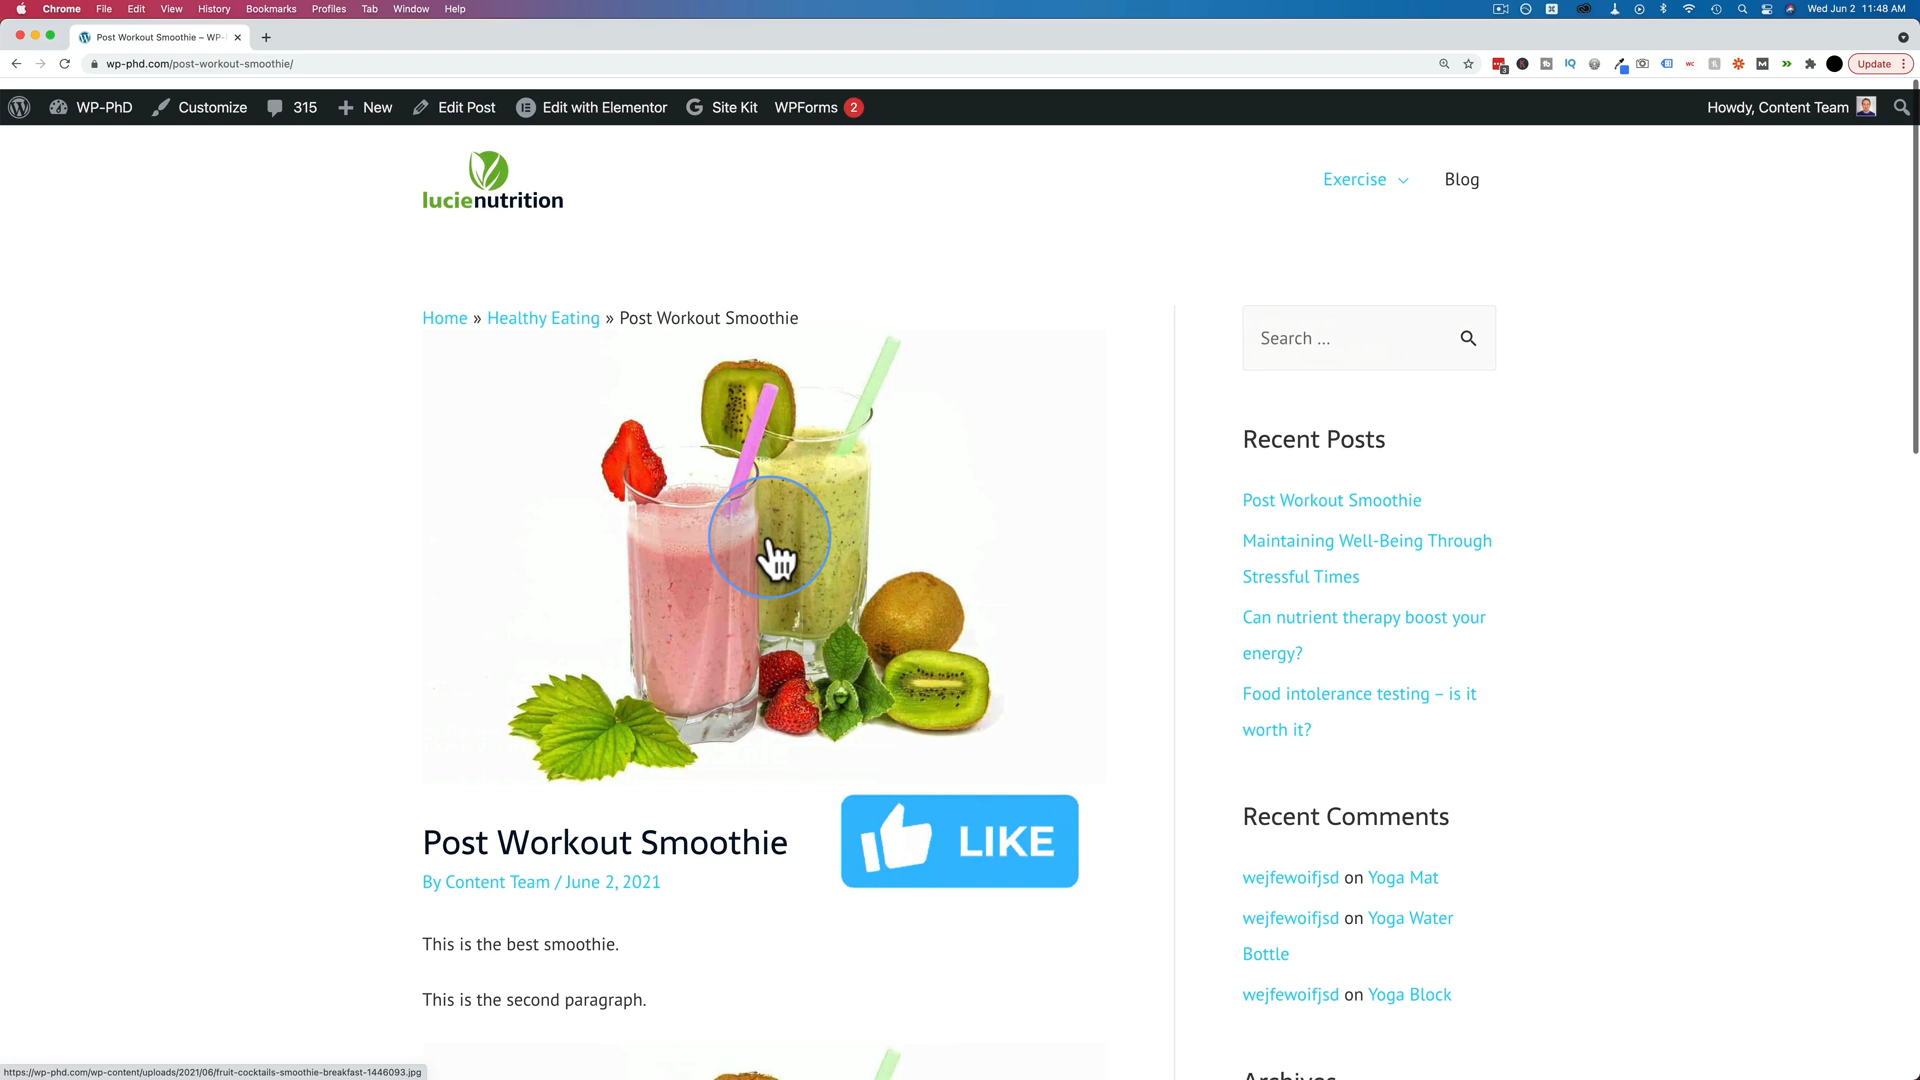 Chrome File Edit View History Bookmarks Profiles Tab Window Help
Wed Jun 2 11:48 AM
Post Workout Smoothie – WP-
wp-phd.com/post-workout-smoothie/
IQ
Update
WP-PhD Customize 315 New Edit Post Edit with Elementor Site Kit WPForms 2
Howdy, Content Team
lucienutrition
Exercise
Blog
Home » Healthy Eating » Post Workout Smoothie
Post Workout Smoothie
By Content Team / June 2, 2021
LIKE
This is the best smoothie.
This is the second paragraph.
Search ...
Recent Posts
Post Workout Smoothie
Maintaining Well-Being Through
Stressful Times
Can nutrient therapy boost your
energy?
Food intolerance testing – is it
worth it?
Recent Comments
wejfewoifjsd on Yoga Mat
wejfewoifjsd on Yoga Water
Bottle
wejfewoifjsd on Yoga Block
Archives
https://wp-phd.com/wp-content/uploads/2021/06/fruit-cocktails-smoothie-breakfast-1446093.jpg